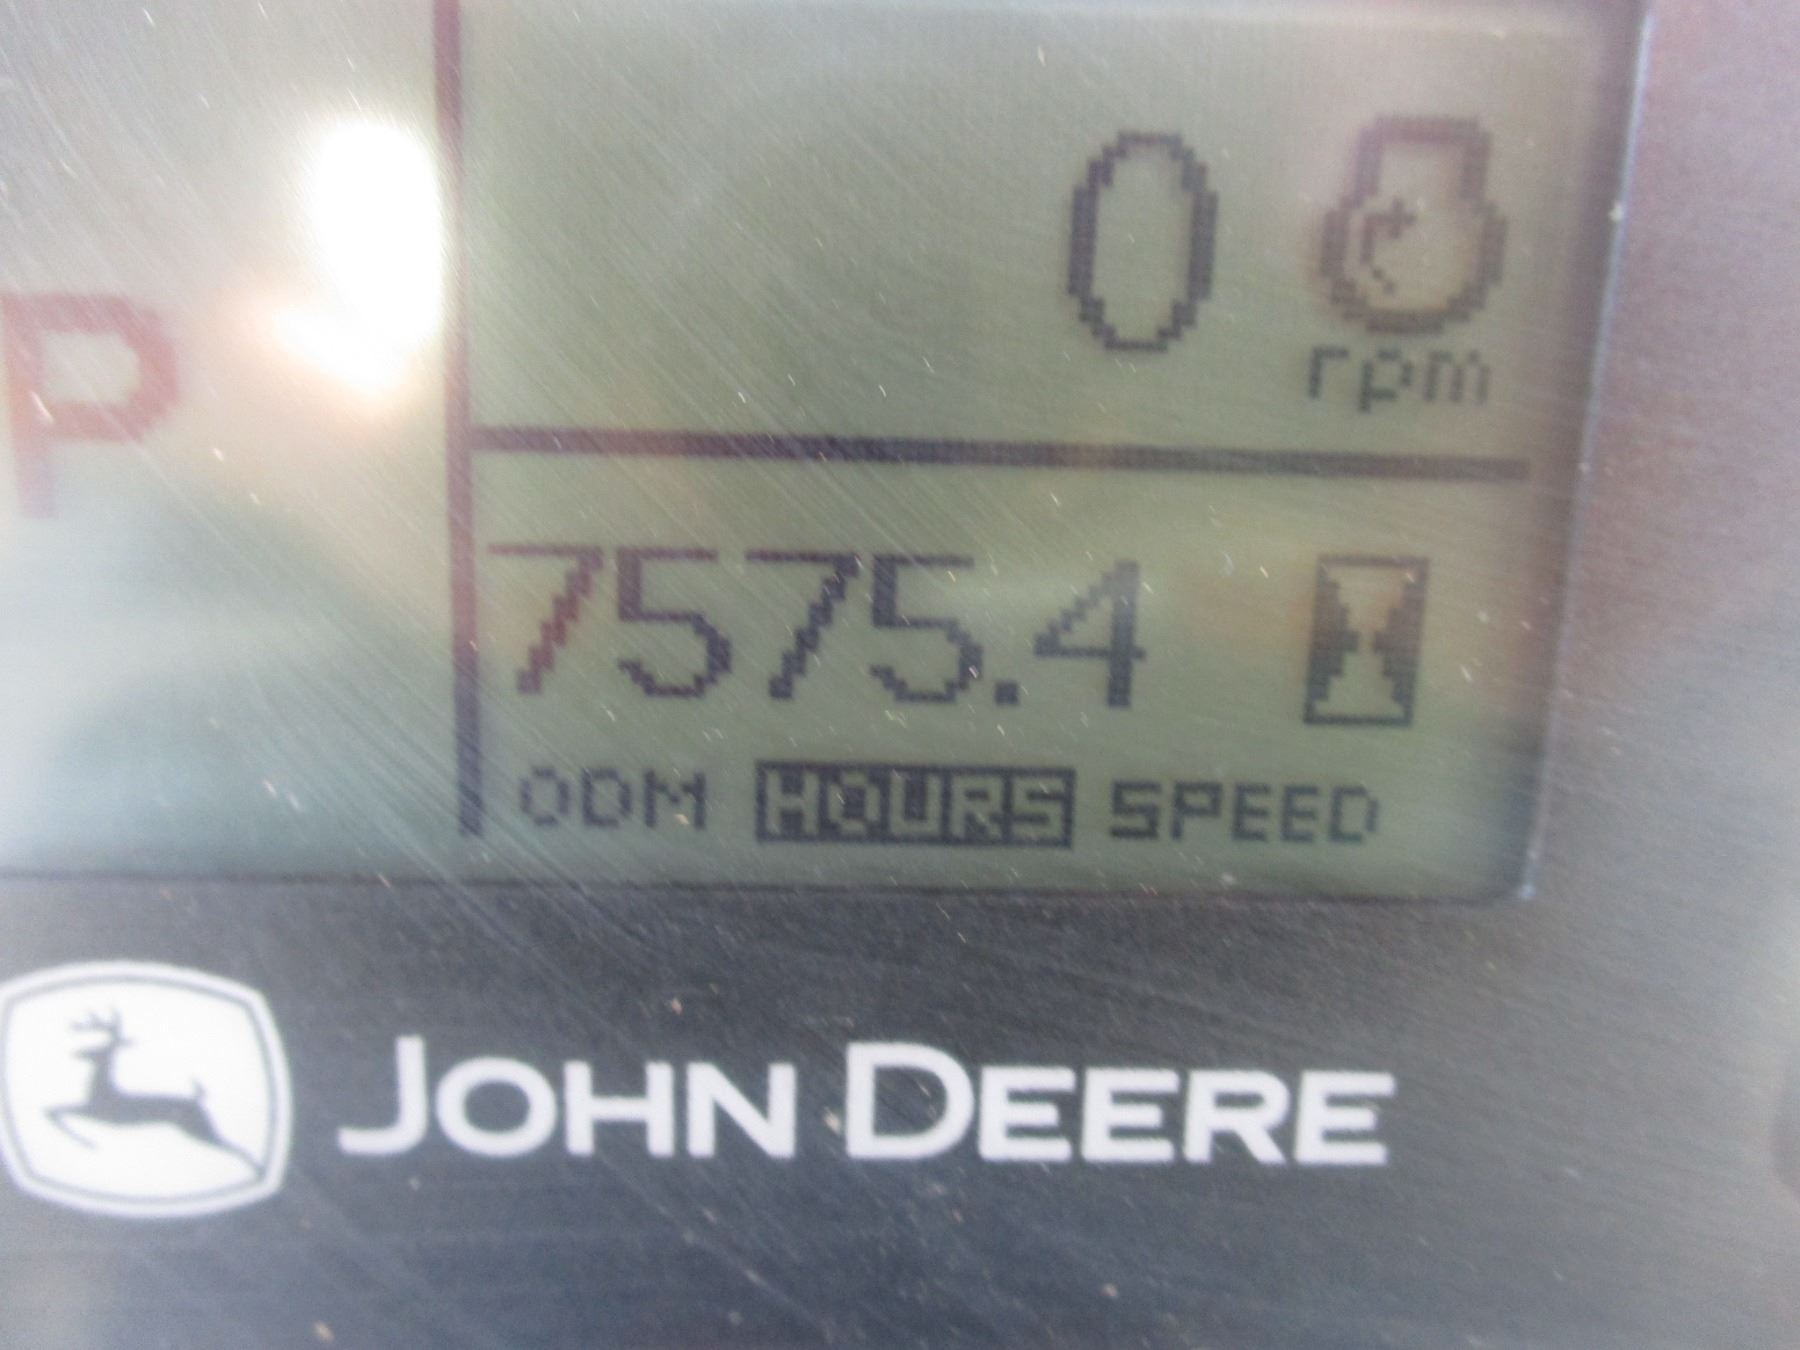 0
rpm
P
7575.4
ODM HOURS SPEED
JOHN DEERE